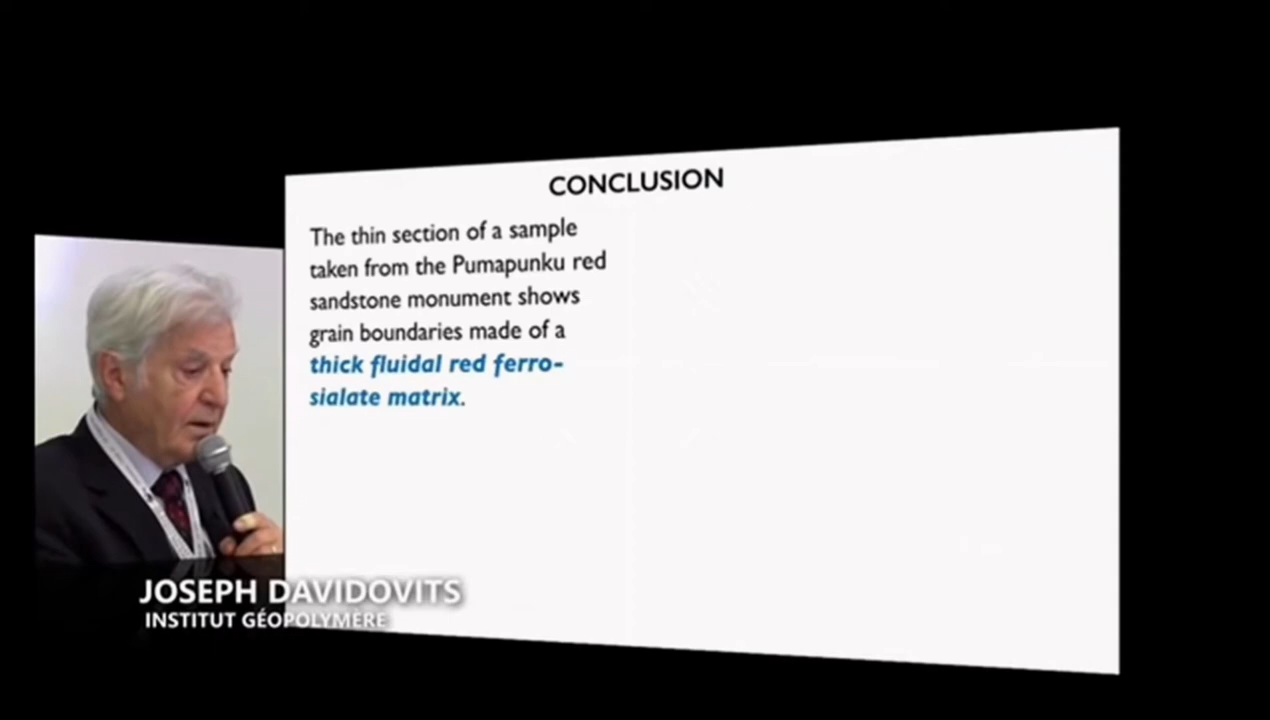 CONCLUSION
The thin section of a sample
taken from the Pumapunku red
sandstone monument shows
grain boundaries made of a
thick fluidal red ferro-
sialate matrix.
JOSEPH DAVIDOVITS
INSTITUT GÉOPOLYMÈRE